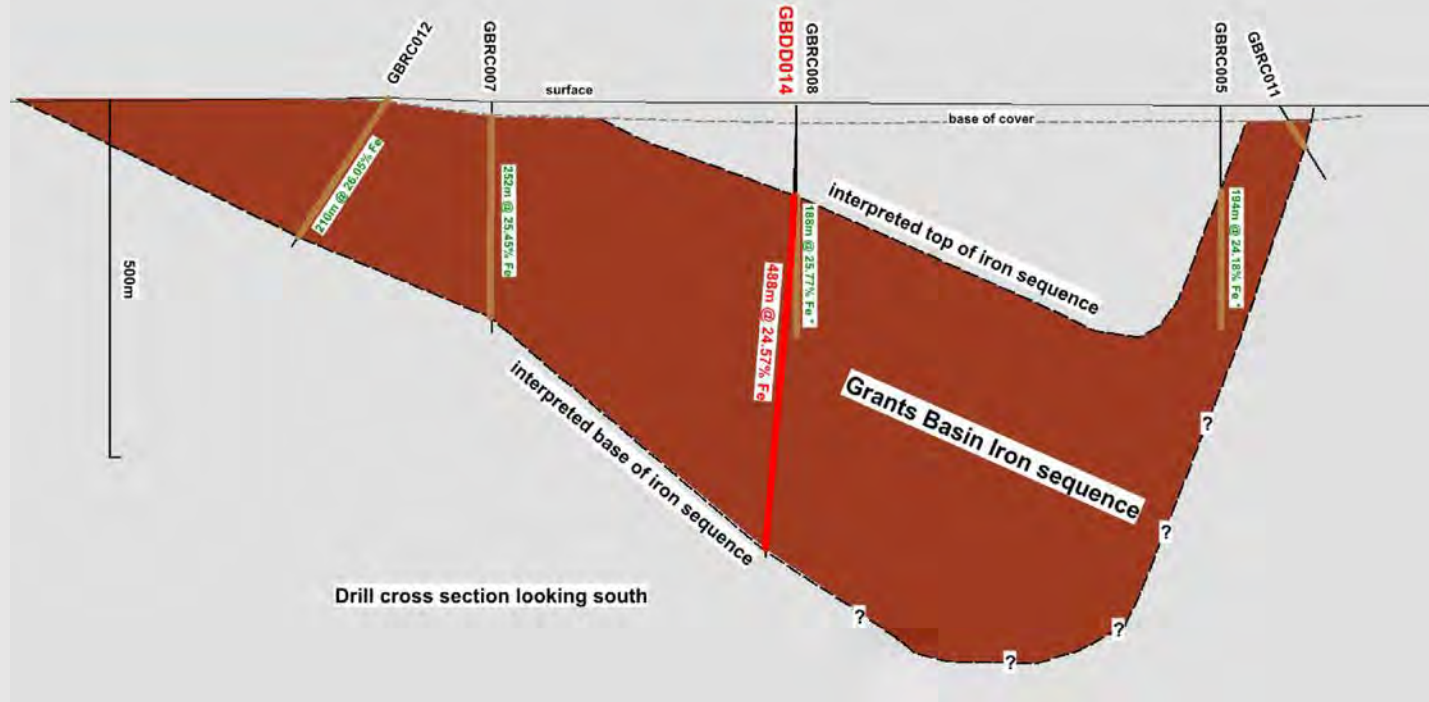 GBRC012
GBRC007
GBDD014
GBRC008
GBRC005
GBRC011
surface
base of cover
210m @ 26.05% Fe
252m @ 25.45% Fe
188m @ 25.77% Fe *
488m @ 24.57% Fe
194m @ 24.18% Fe *
500m
interpreted top of iron sequence
Grants Basin Iron sequence
interpreted base of iron sequence
?
?
?
?
?
Drill cross section looking south